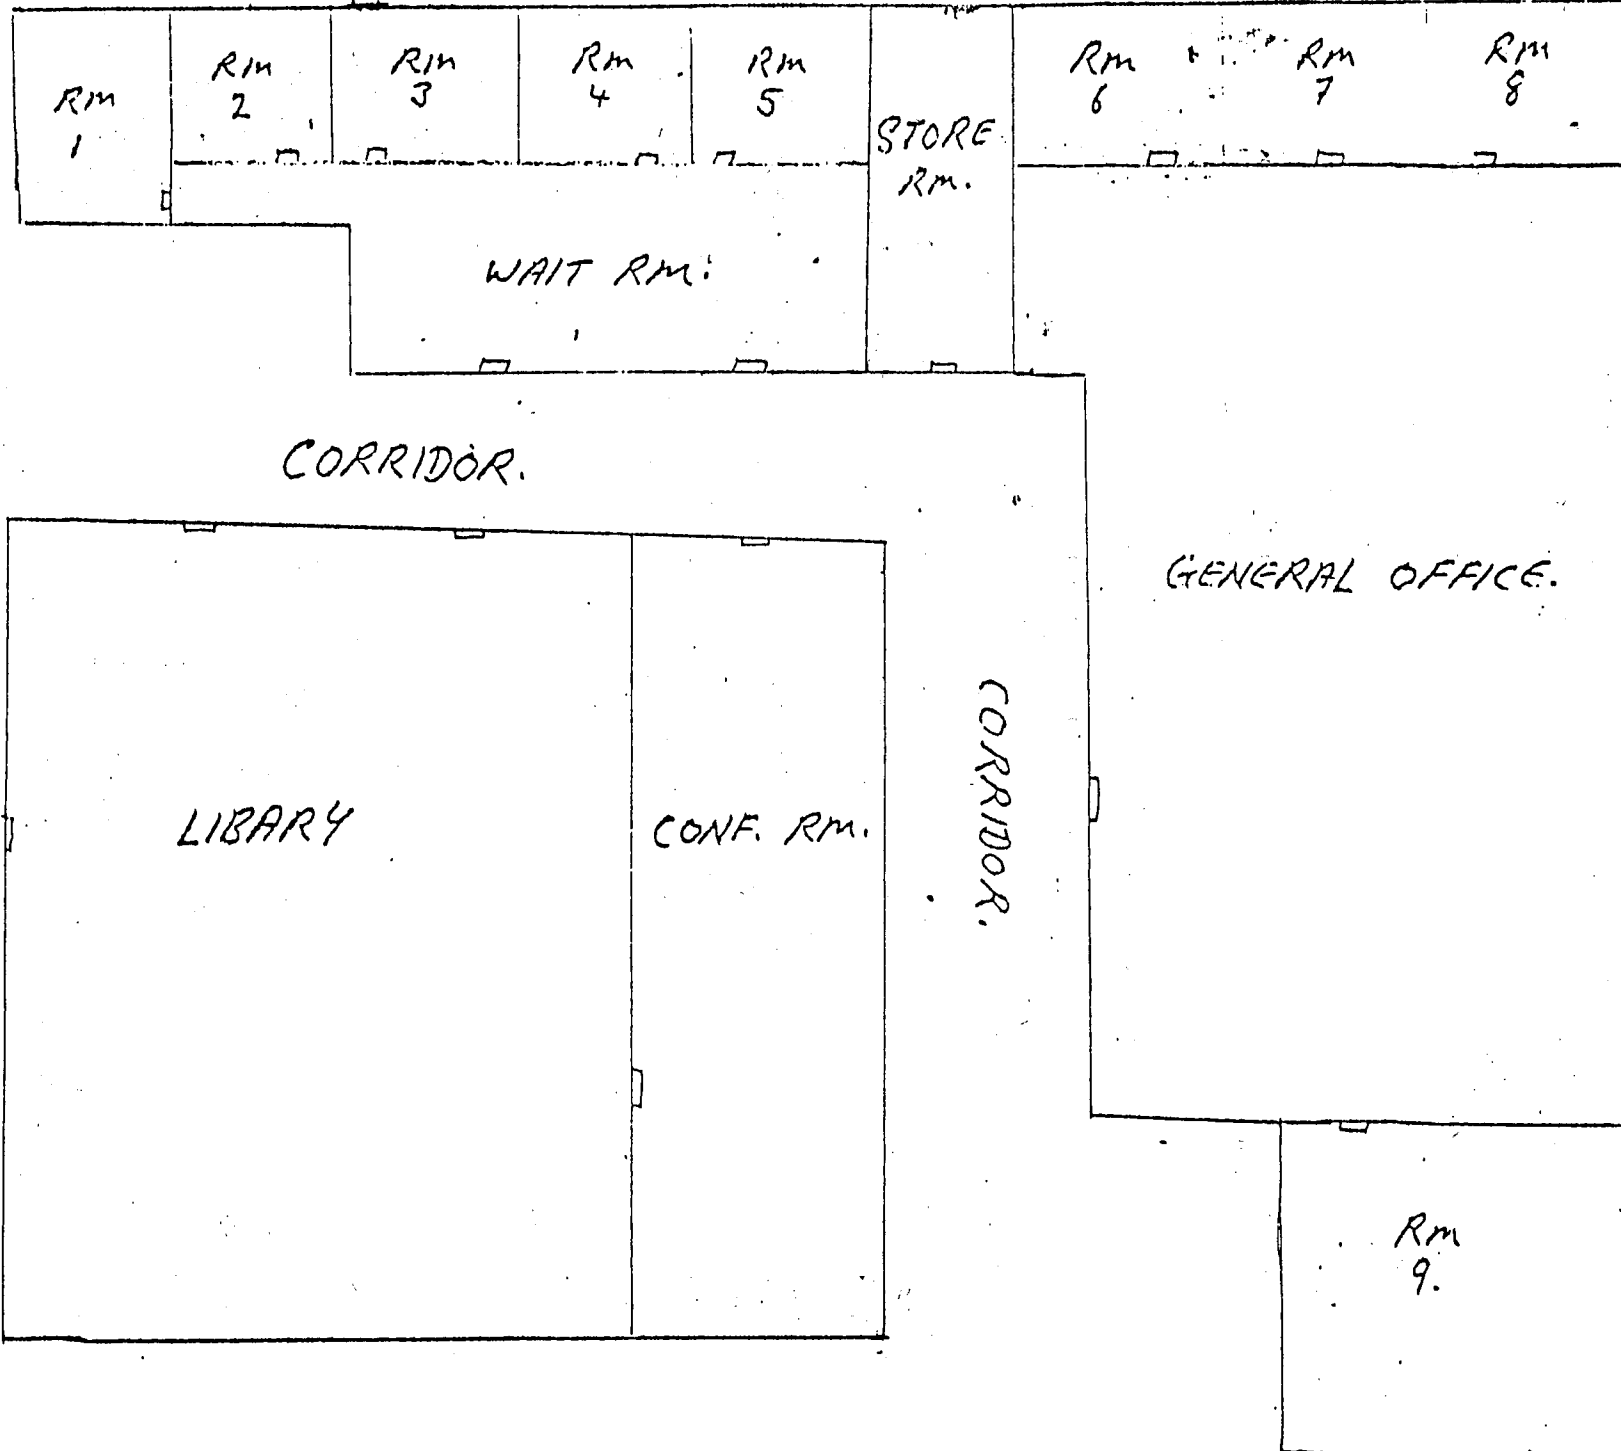 Rm
1
Rm
2
Rm
3
Rm
4
Rm
5
STORE
RM.
Rm
6
Rm
7
Rm
8
WAIT RM.
CORRIDOR.
GENERAL OFFICE.
LIBARY
CONF. RM.
CORRIDOR.
Rm
9.